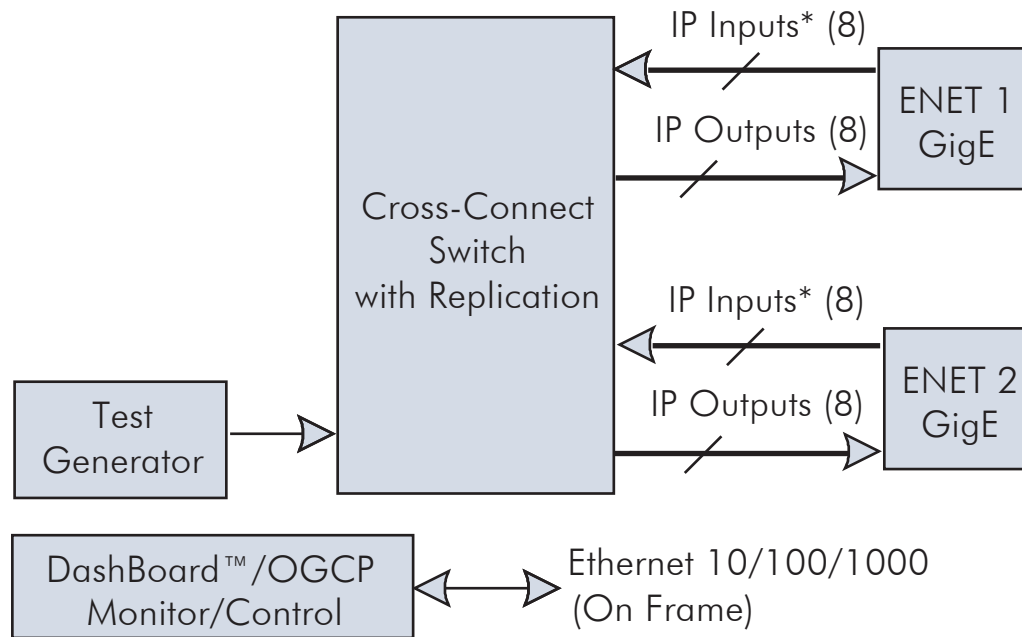 IP Inputs* (8)
ENET 1
GigE
IP Outputs (8)
Cross-Connect
Switch
with Replication
IP Inputs* (8)
ENET 2
GigE
IP Outputs (8)
Test
Generator
DashBoard™/OGCP
Monitor/Control
Ethernet 10/100/1000
(On Frame)